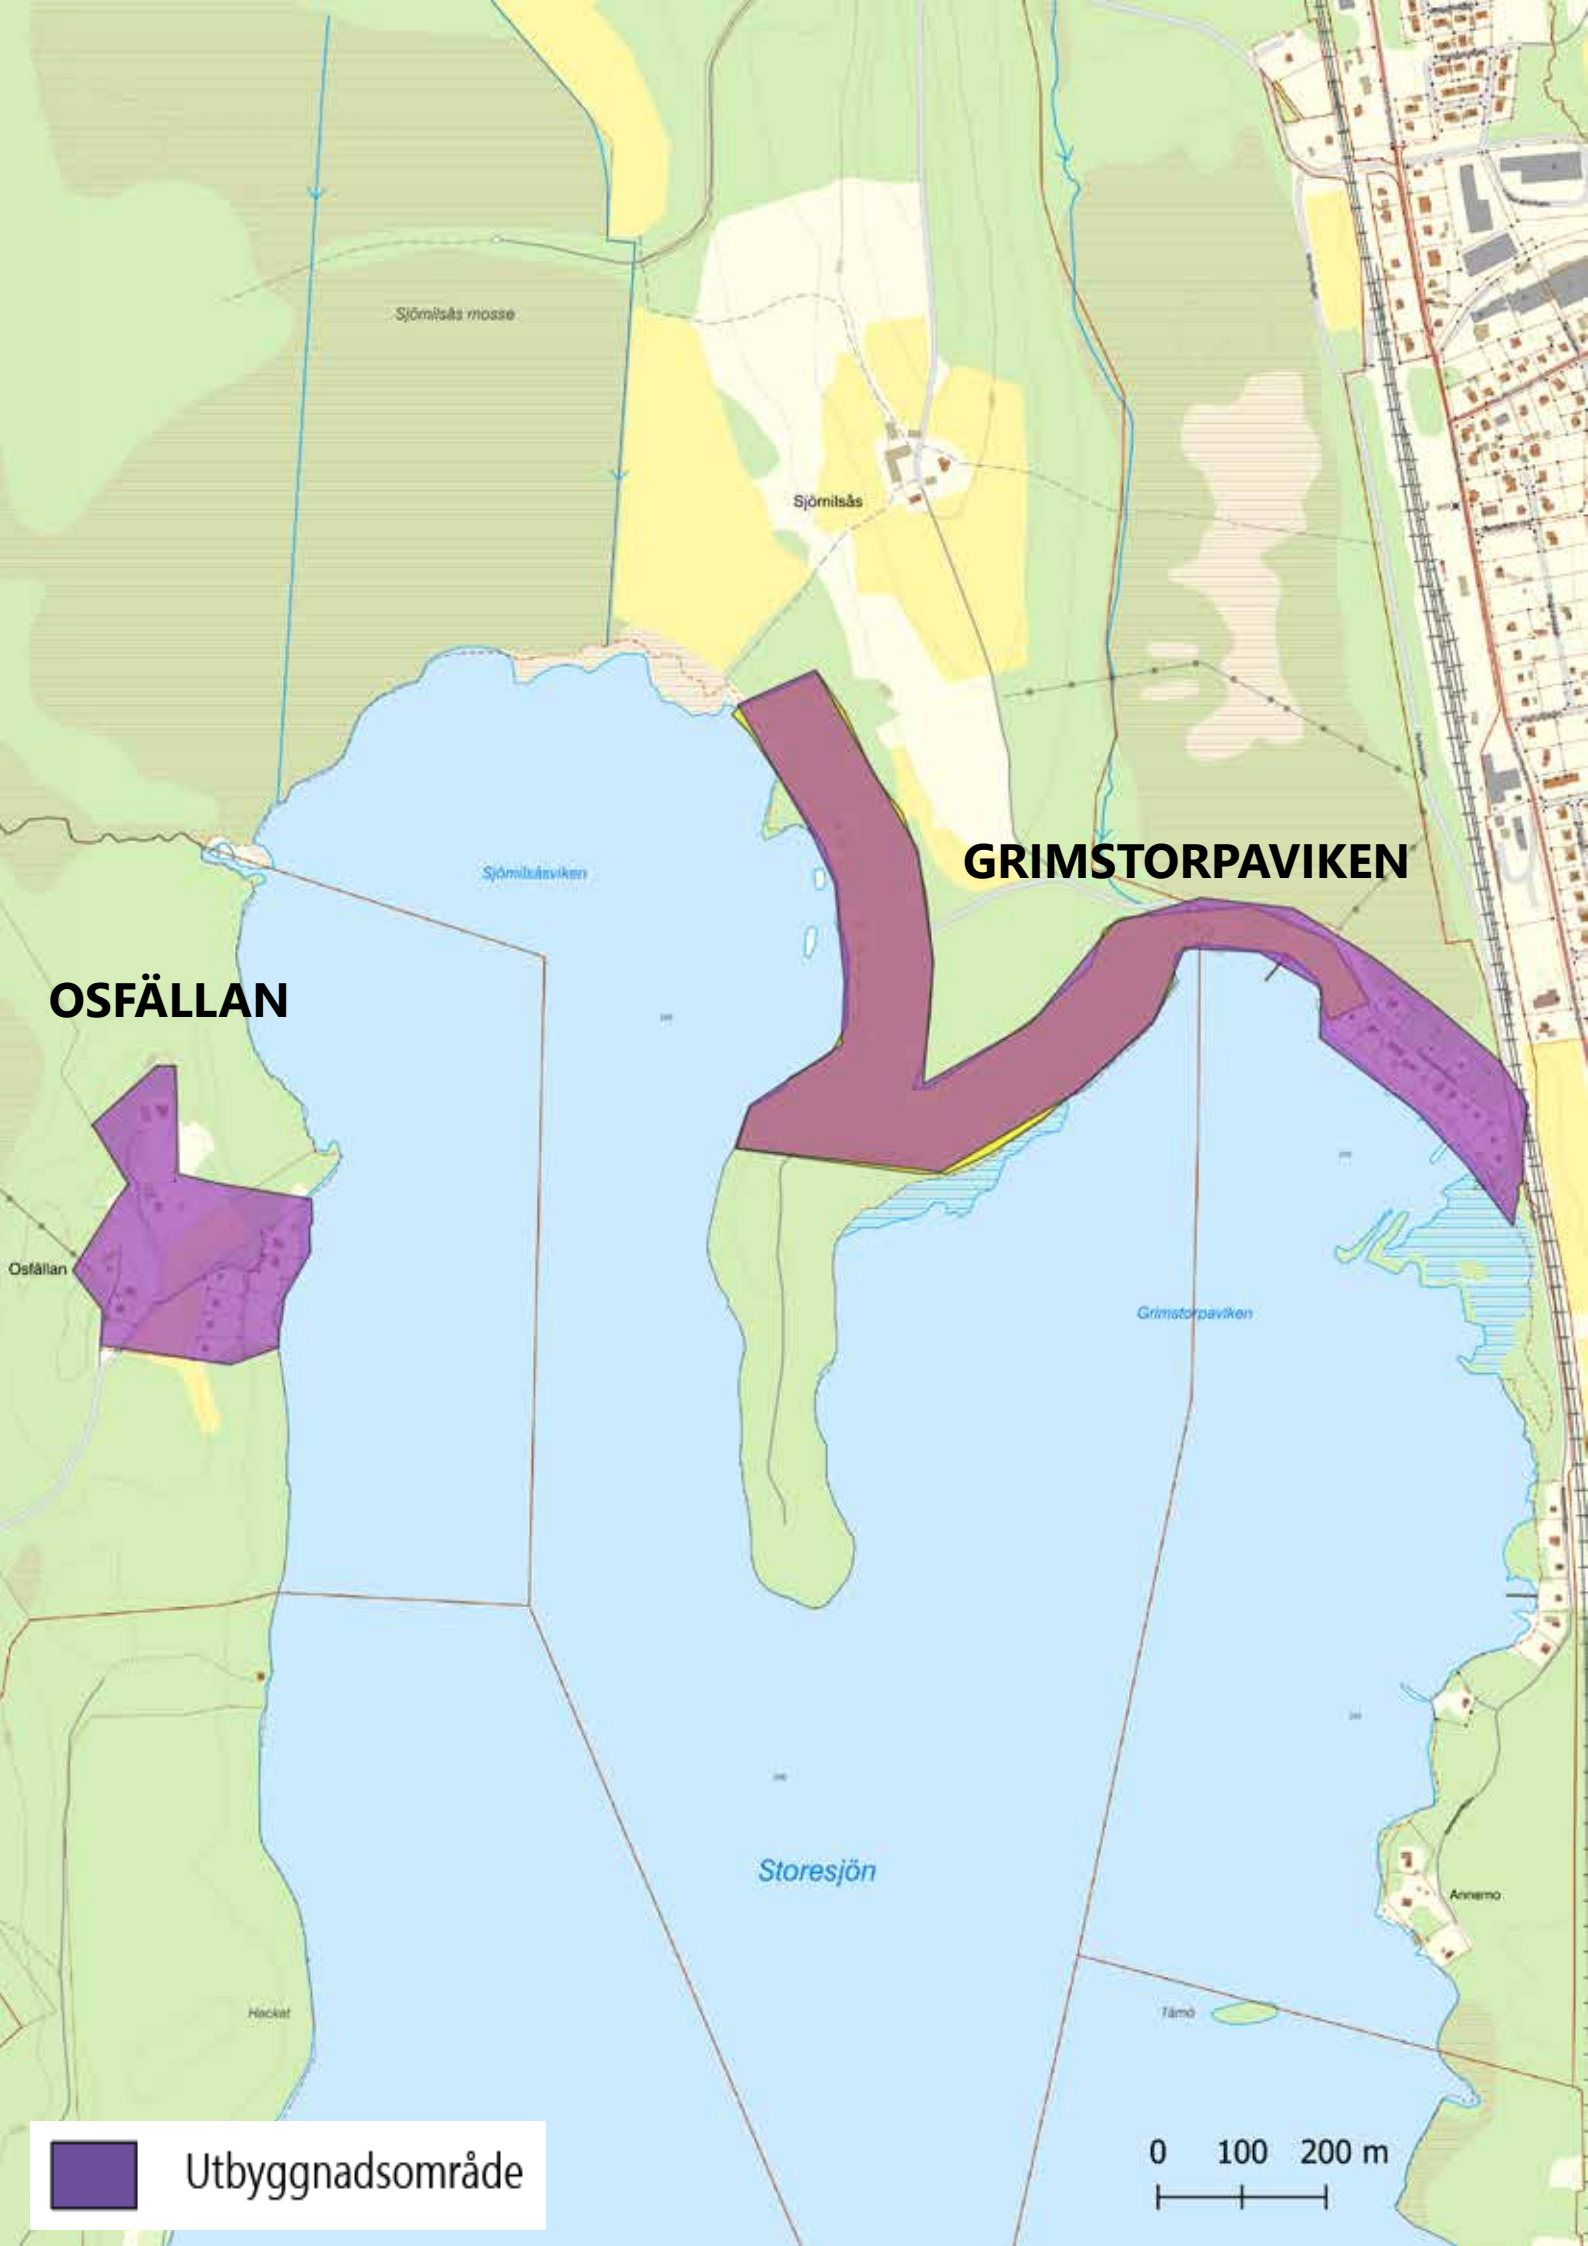 Sjömilsås mosse
Sjömilsås
GRIMSTORPAVIKEN
Sjömilsåsviken
OSFÄLLAN
Osfällan
Grimstorpaviken
Storesjön
Annemo
Hacket
Tämö
0 100 200 m
Utbyggnadsområde